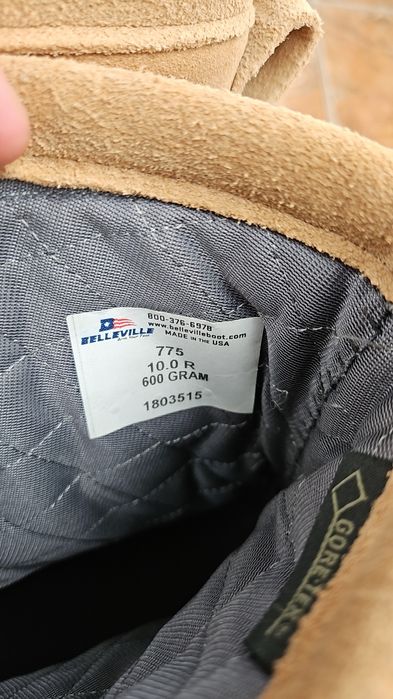 800-376-6978
BELLEVILLE www.bellevilleboot.com
MADE IN THE USA
775
10.0 R
600 GRAM
1803515
GORE-TEX